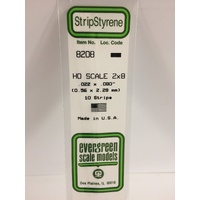 StripStyrene
Item No. Loc. Code
8208
HO SCALE 2x8
.022 x .090"
(0.56 x 2.29 mm)
10 Strips
Made in U.S.A.
evergreen
scale models
Des Plaines, IL 60018